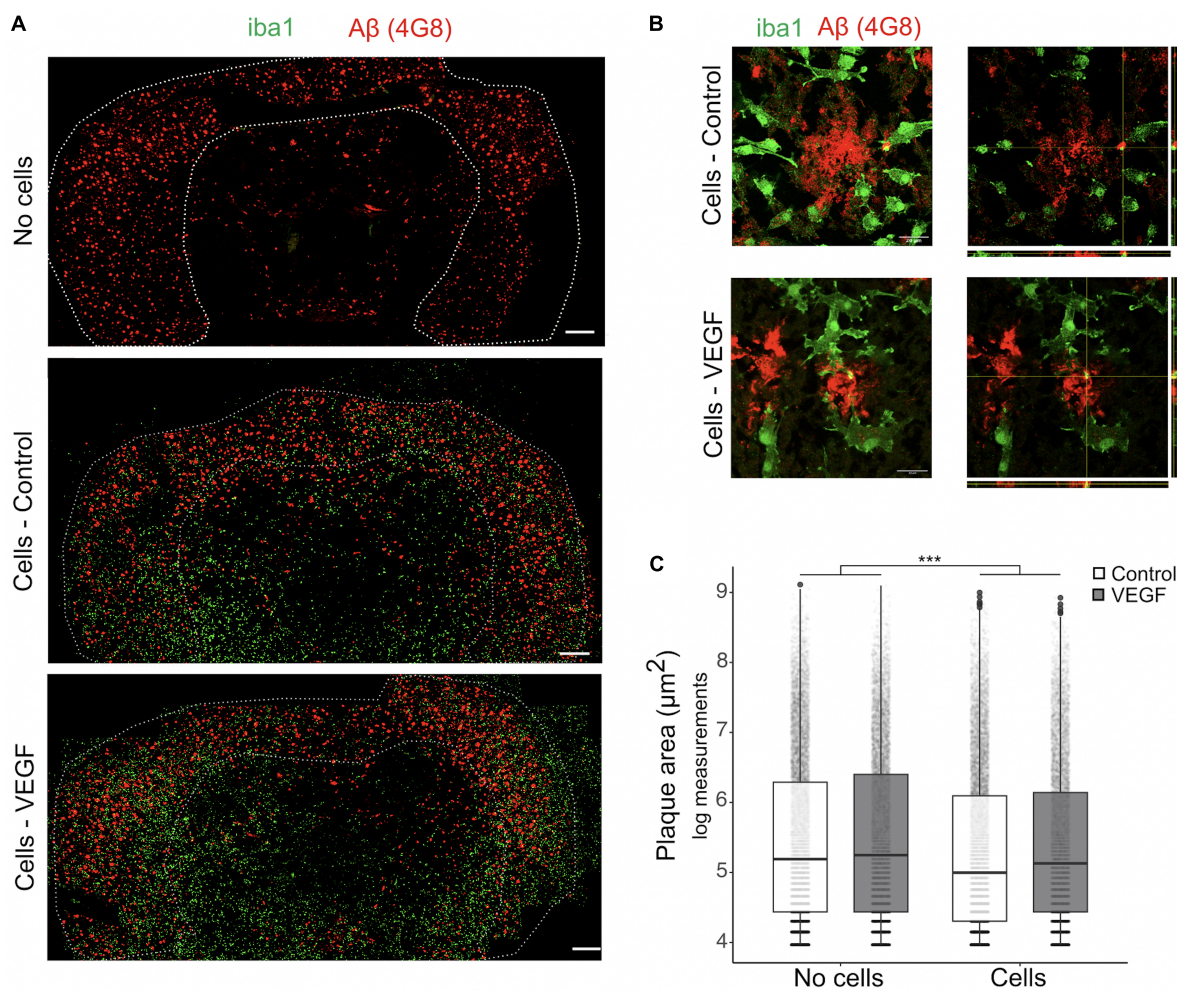 A
iba1 Aβ (4G8)
No cells
Cells - Control
Cells - VEGF
B
iba1 Aβ (4G8)
Cells - Control
Cells - VEGF
C
***
Control
VEGF
Plaque area (µm²)
log measurements
9
8
7
6
5
4
No cells
Cells